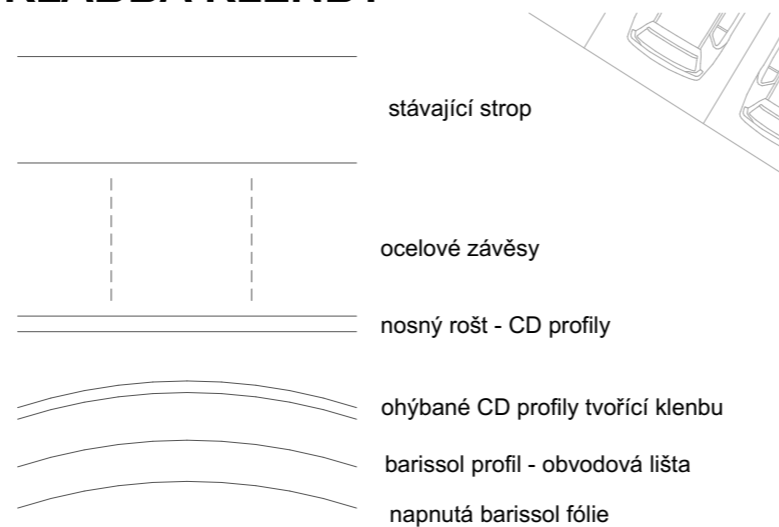 stávající strop
ocelové závěsy
nosný rošt - CD profily
ohýbané CD profily tvořící klenbu
barissol profil - obvodová lišta
napnutá barissol fólie